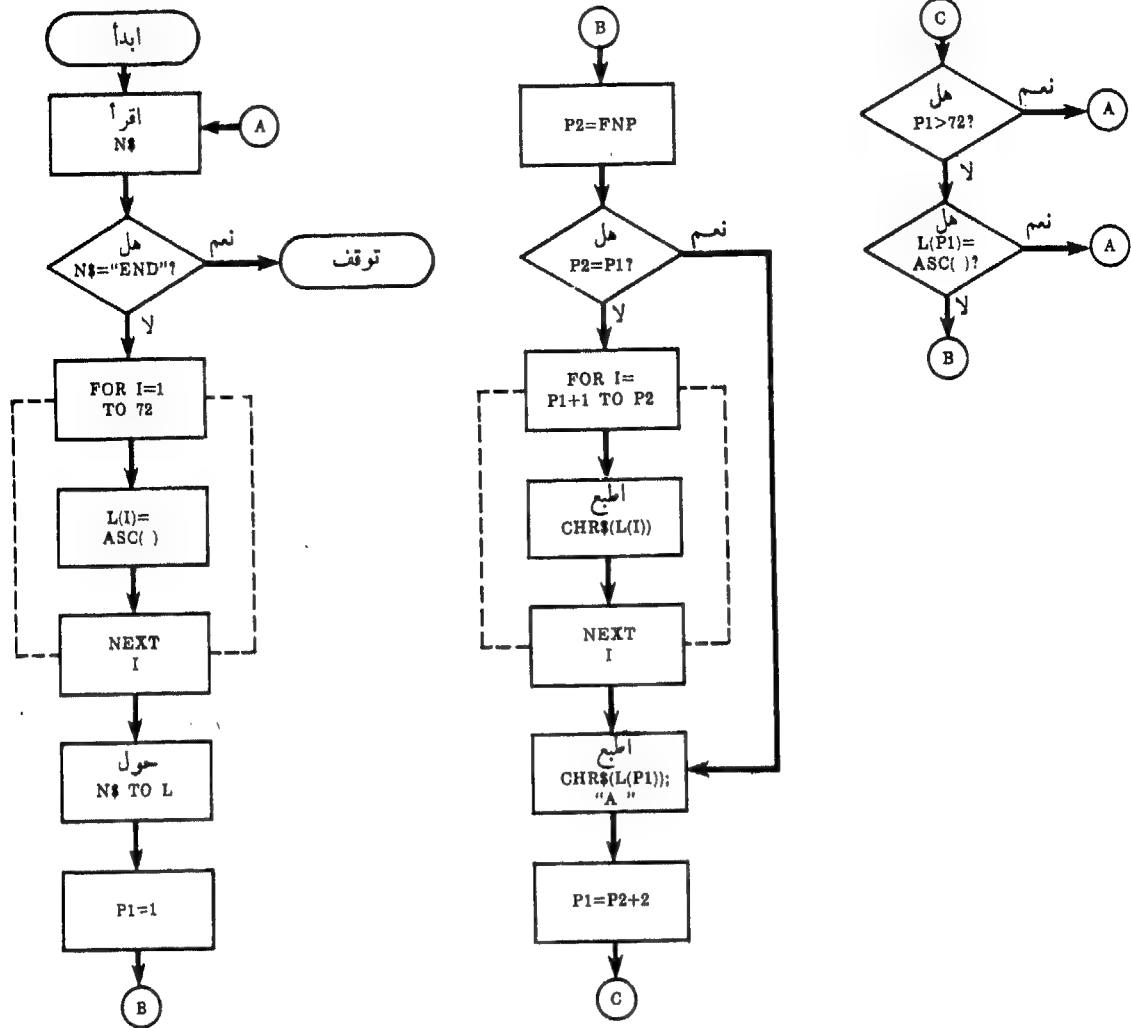 ابدأ
اقرأ
N$
A
هل
N$="END"?
نعم
توقف
لا
FOR I=1
TO 72
L(I)=
ASC( )
NEXT
I
حول
N$ TO L
P1=1
B
B
P2=FNP
هل
P2=P1?
نعم
لا
FOR I=
P1+1 TO P2
اطبع
CHR$(L(I))
NEXT
I
اطبع
CHR$(L(P1));
"A "
P1=P2+2
C
C
هل
P1>72?
نعم
A
لا
هل
L(P1)=
ASC( )?
نعم
A
لا
B